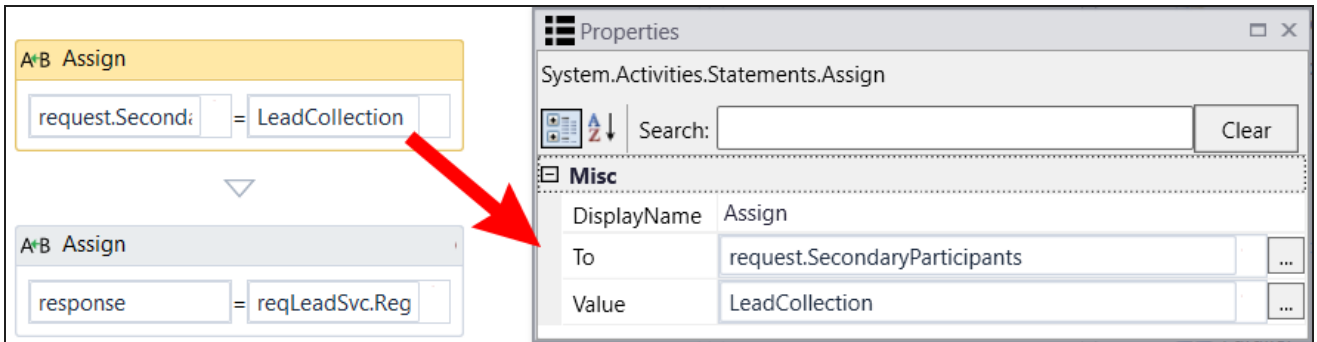 A←B Assign
request.Seconda = LeadCollection
A←B Assign
response = reqLeadSvc.Reg
Properties
System.Activities.Statements.Assign
A Z Search: Clear
Misc
DisplayName Assign
To request.SecondaryParticipants ...
Value LeadCollection ...